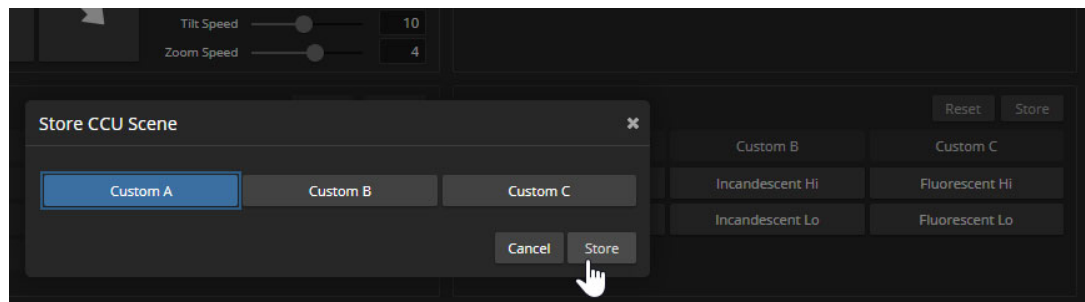 Tilt Speed 10
Zoom Speed 4
Reset Store
Store CCU Scene
Custom B Custom C
Custom A Custom B Custom C
Incandescent Hi Fluorescent Hi
Incandescent Lo Fluorescent Lo
Cancel Store